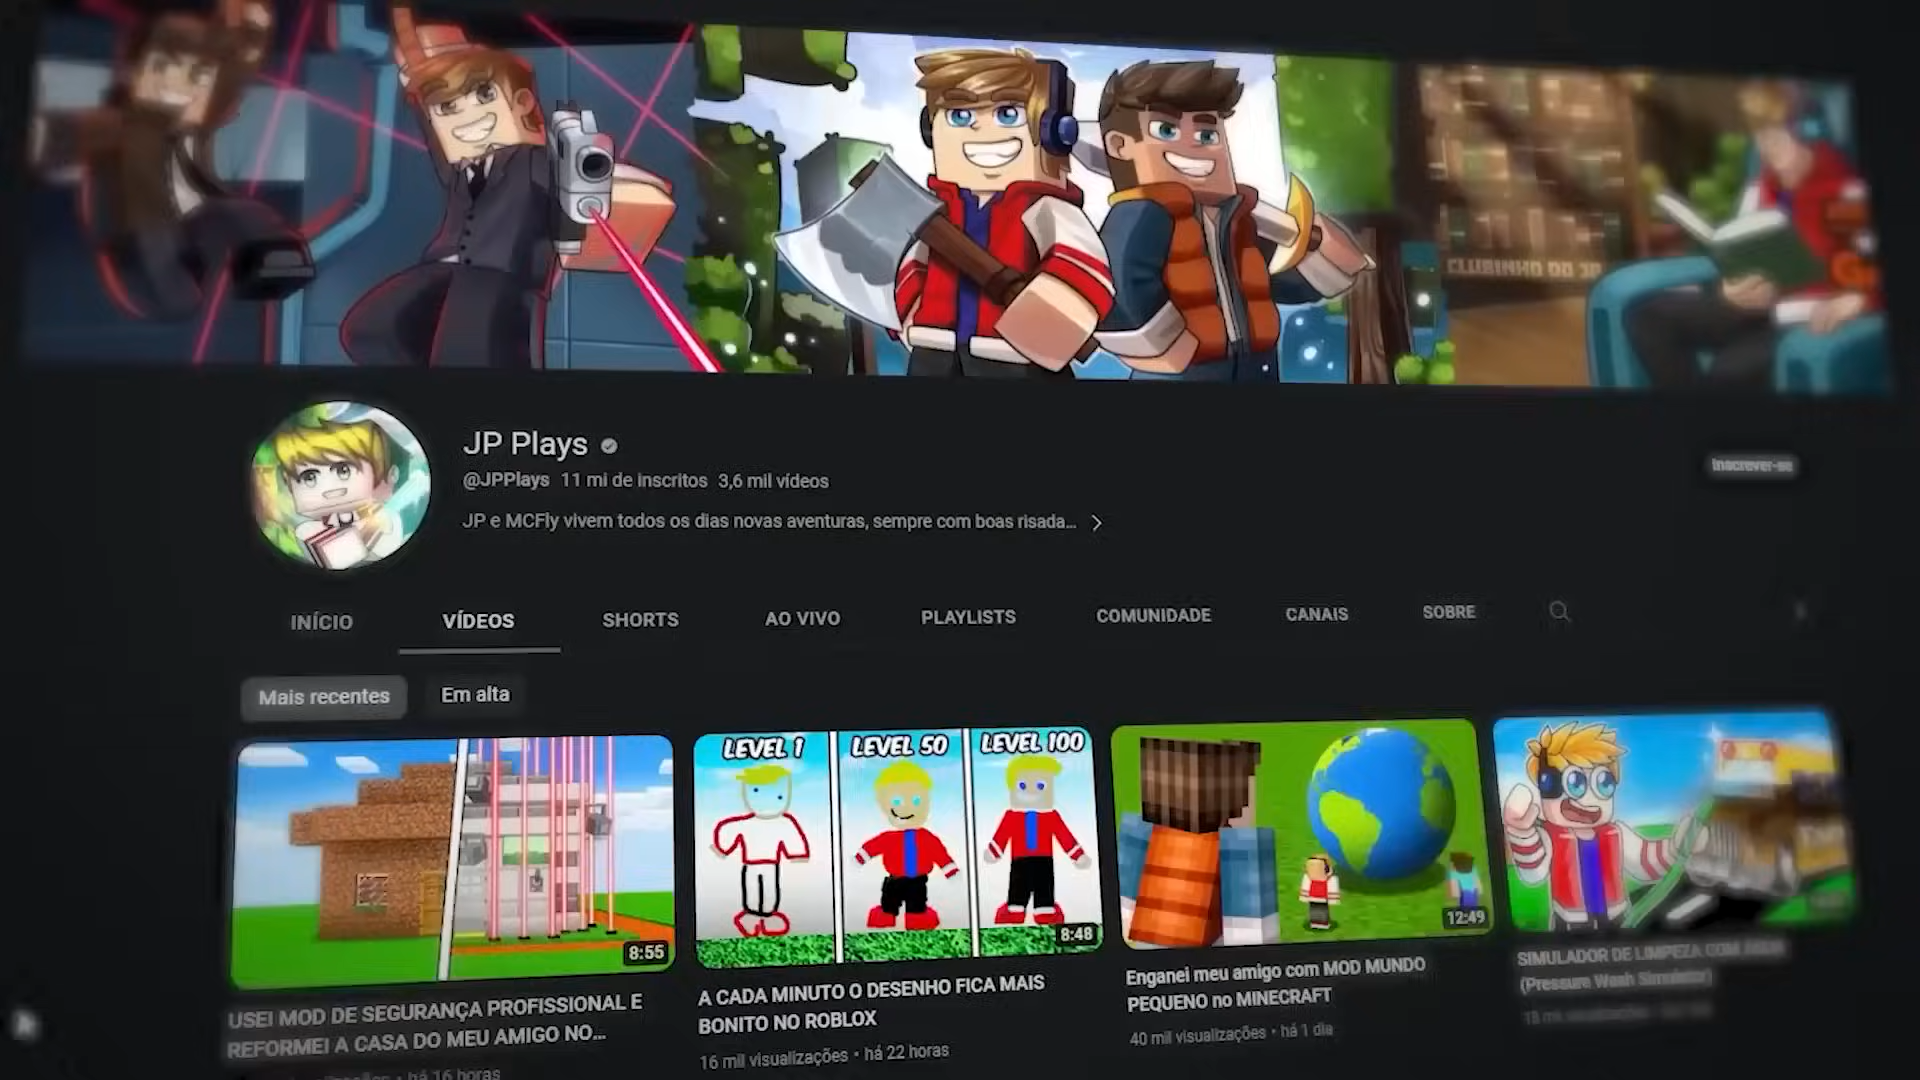 CLUBINHO DO JP
JP Plays
@JPPlays 11 mi de inscritos 3,6 mil vídeos
Inscrever-se
JP e MCFly vivem todos os dias novas aventuras, sempre com boas risada...
INÍCIO VÍDEOS SHORTS AO VIVO PLAYLISTS COMUNIDADE CANAIS SOBRE
Mais recentes Em alta
8:55
USEI MOD DE SEGURANÇA PROFISSIONAL E
REFORMEI A CASA DO MEU AMIGO NO...
há 16 horas
LEVEL 1 LEVEL 50 LEVEL 100
8:48
A CADA MINUTO O DESENHO FICA MAIS
BONITO NO ROBLOX
16 mil visualizações • há 22 horas
12:49
Enganei meu amigo com MOD MUNDO
PEQUENO no MINECRAFT
40 mil visualizações • há 1 dia
SIMULADOR DE LIMPEZA COM
(Pressure Wash Simulator)